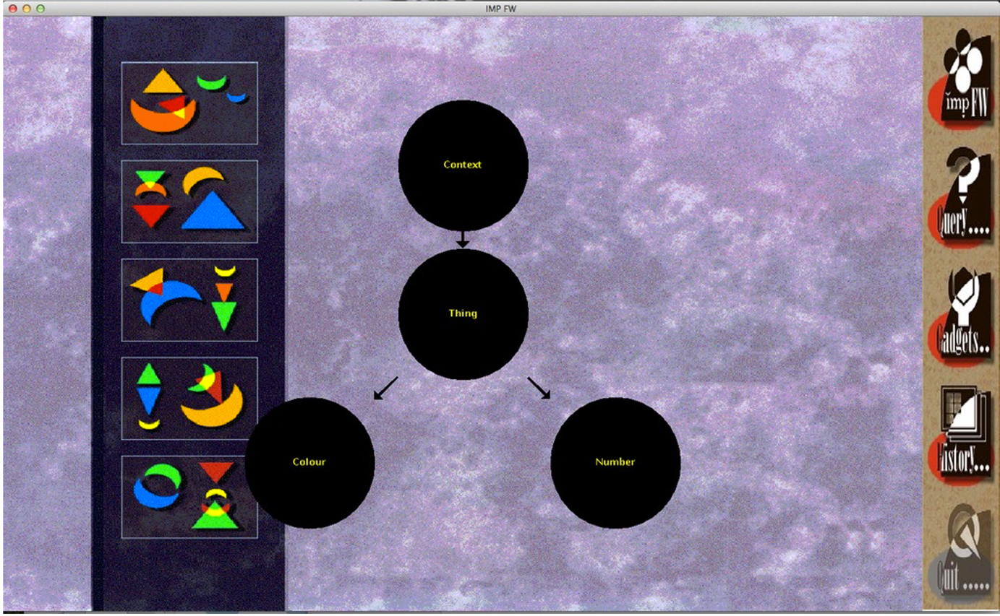 IMP FW
Context
Thing
Colour
Number
imp FW
Query....
Gadgets..
History...
Quit .....